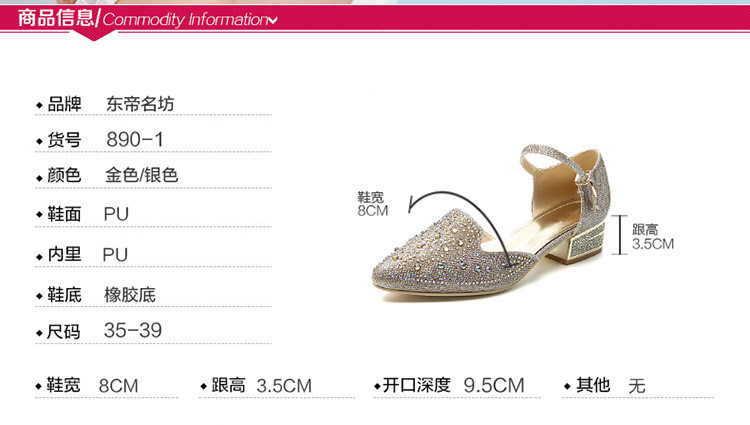 商品信息/Commodity Information
品牌 东帝名坊
货号 890-1
颜色 金色/银色
鞋面 PU
内里 PU
鞋底 橡胶底
尺码 35-39
鞋宽
8CM
跟高
3.5CM
鞋宽 8CM 跟高 3.5CM 开口深度 9.5CM 其他 无